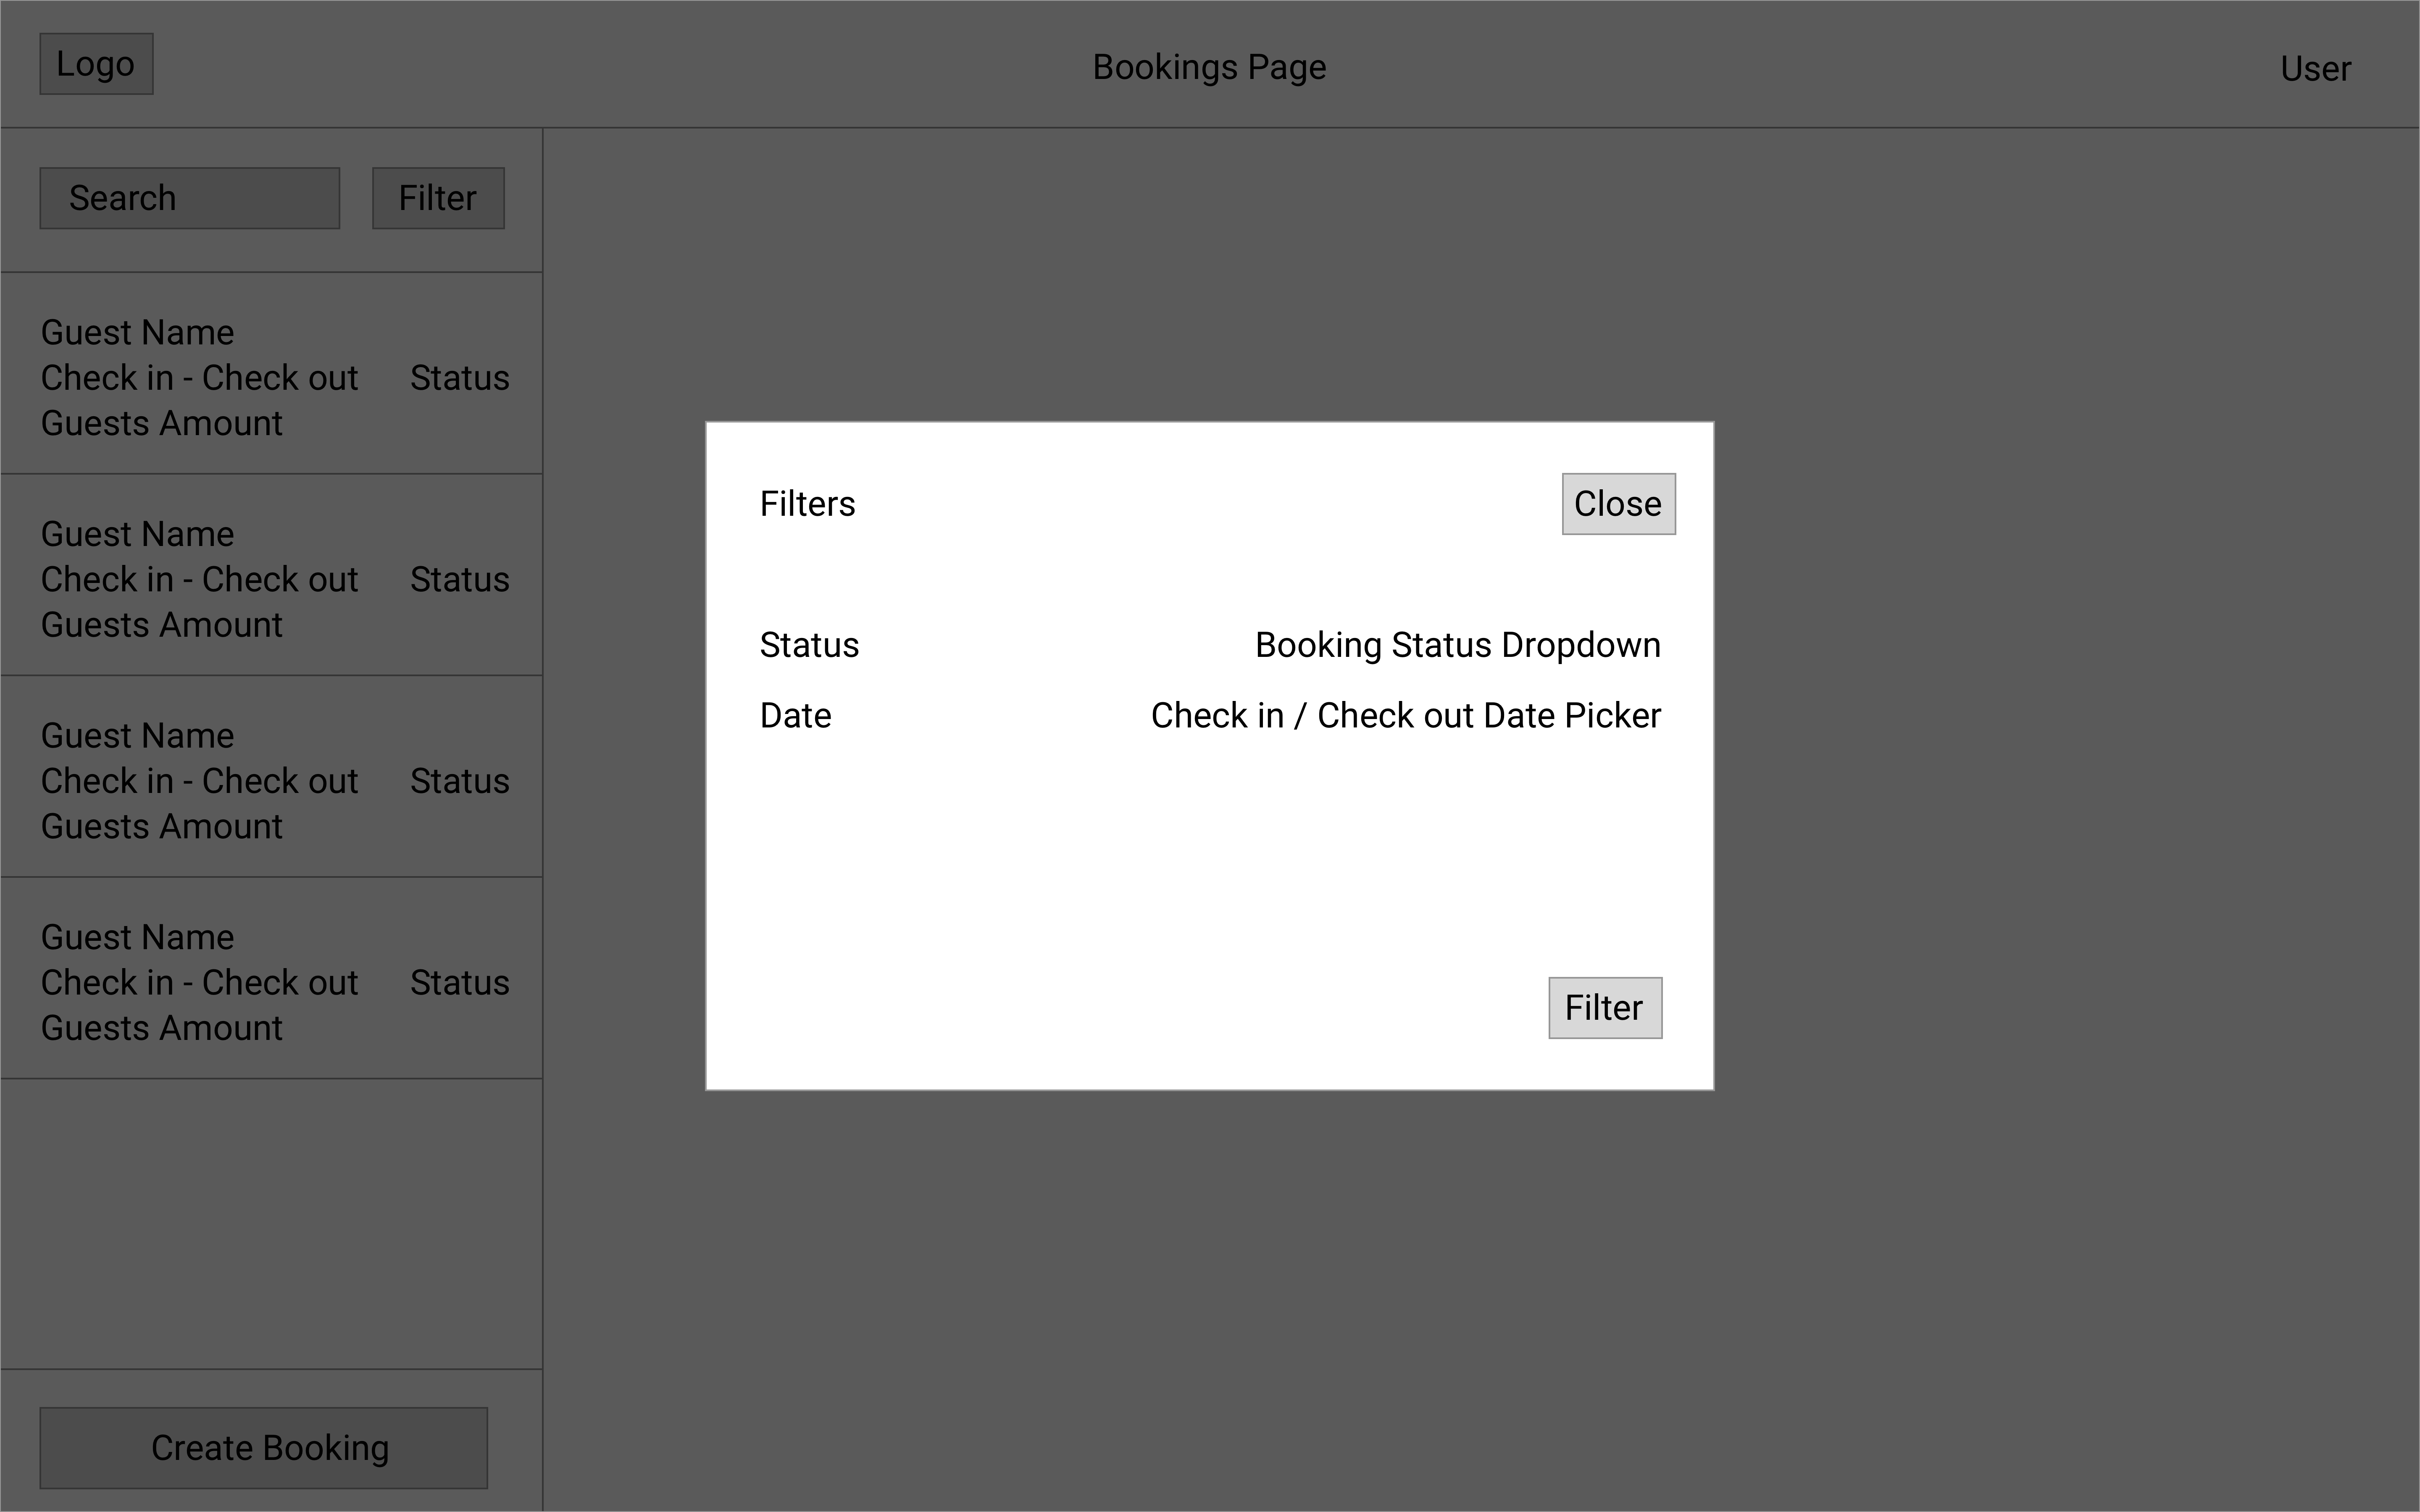 Logo
Bookings Page
User
Search
Filter
Guest Name
Check in - Check out
Status
Guests Amount
Guest Name
Check in - Check out
Status
Guests Amount
Guest Name
Check in - Check out
Status
Guests Amount
Guest Name
Check in - Check out
Status
Guests Amount
Create Booking
Filters
Close
Status
Booking Status Dropdown
Date
Check in / Check out Date Picker
Filter